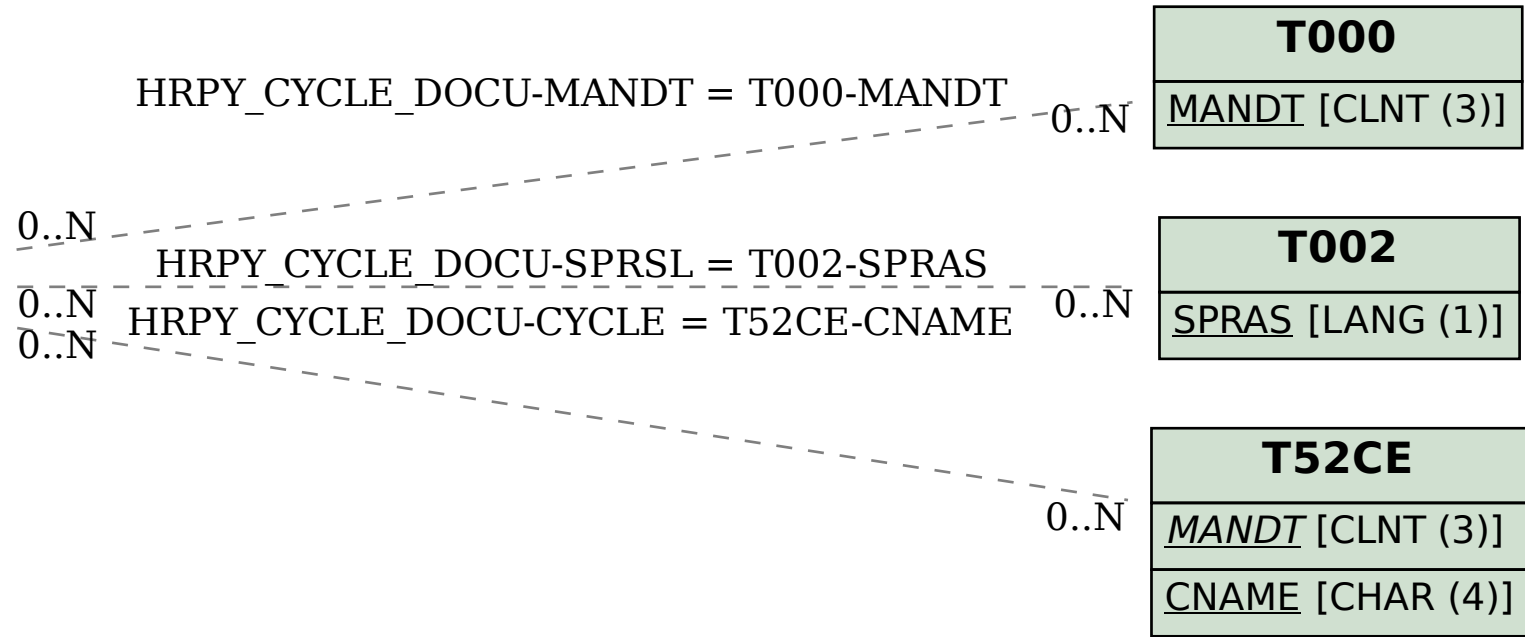 T000
HRPY_CYCLE_DOCU-MANDT = T000-MANDT
0..N
MANDT [CLNT (3)]
0..N
T002
HRPY_CYCLE_DOCU-SPRSL = T002-SPRAS
0..N
0..N
SPRAS [LANG (1)]
HRPY_CYCLE_DOCU-CYCLE = T52CE-CNAME
0..N
T52CE
0..N
MANDT [CLNT (3)]
CNAME [CHAR (4)]